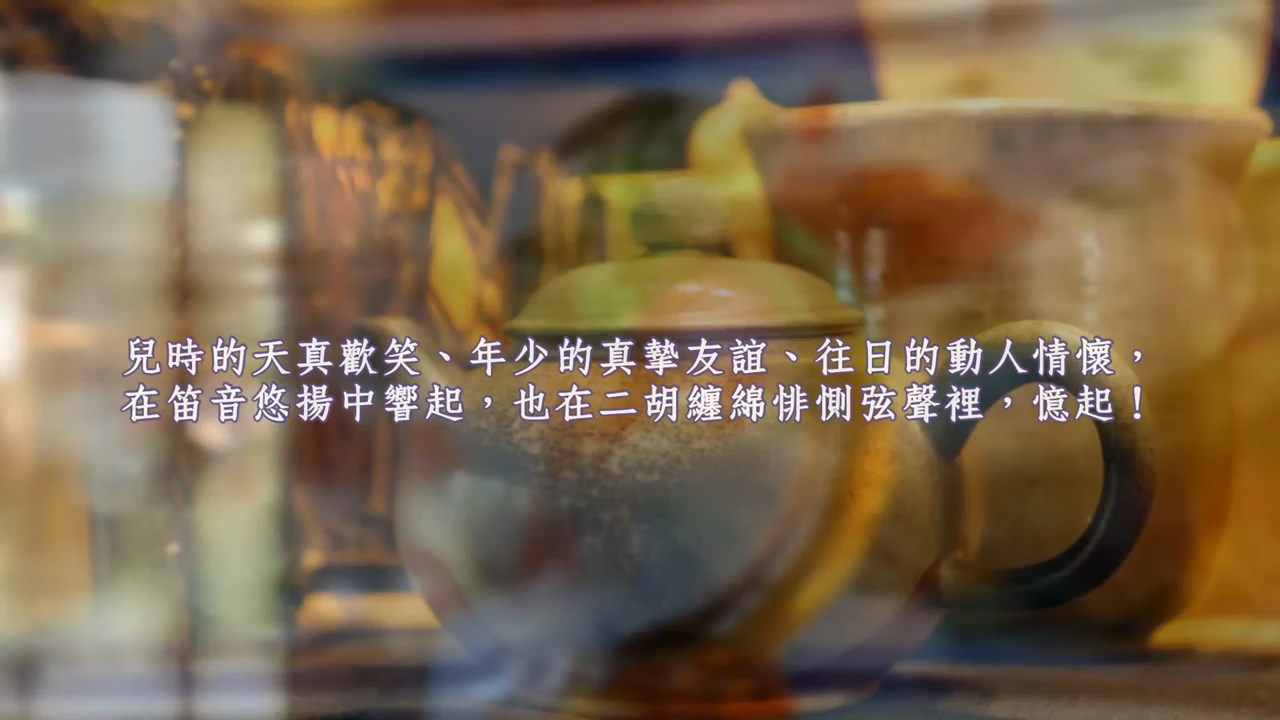 兒時的天真歡笑、年少的真摯友誼、往日的動人情懷，
在笛音悠揚中響起，也在二胡纏綿悱惻弦聲裡，憶起！